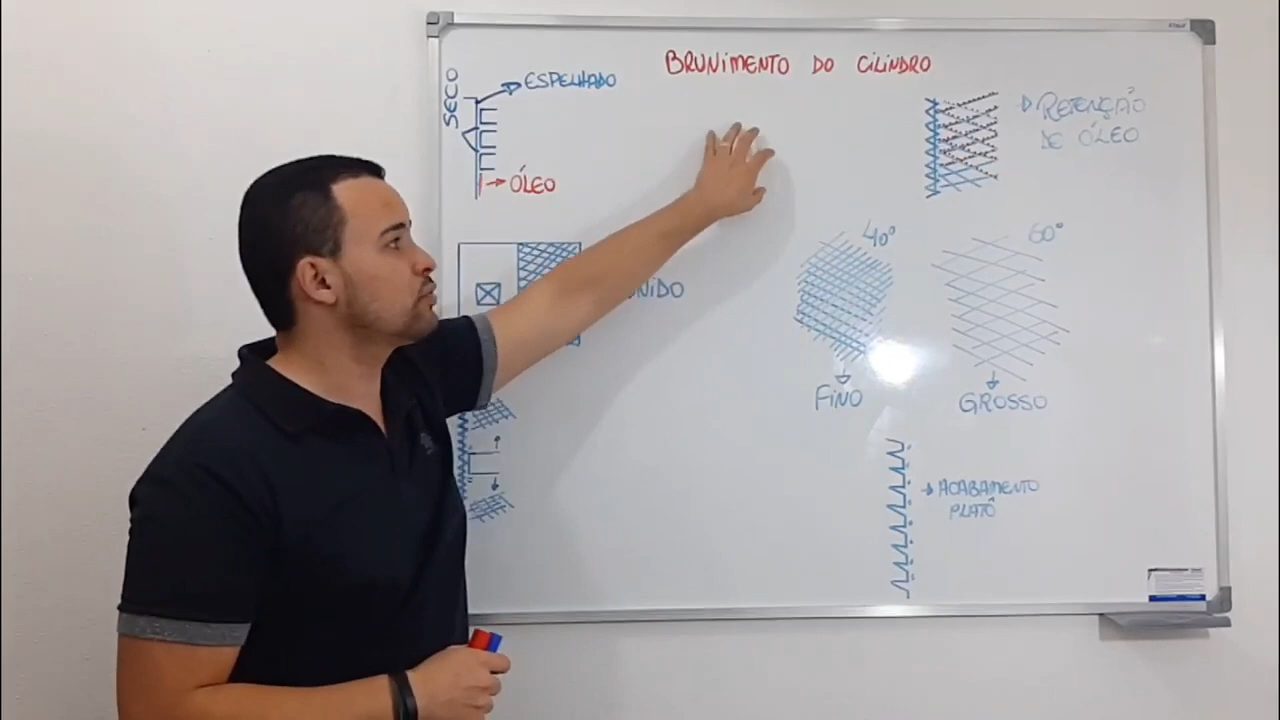 BRUNIMENTO DO CILINDRO
SECO
ESPELHADO
ÓLEO
RETENÇÃO
DE ÓLEO
40°
60°
FINO
GROSSO
ACABAMENTO
PLATÔ